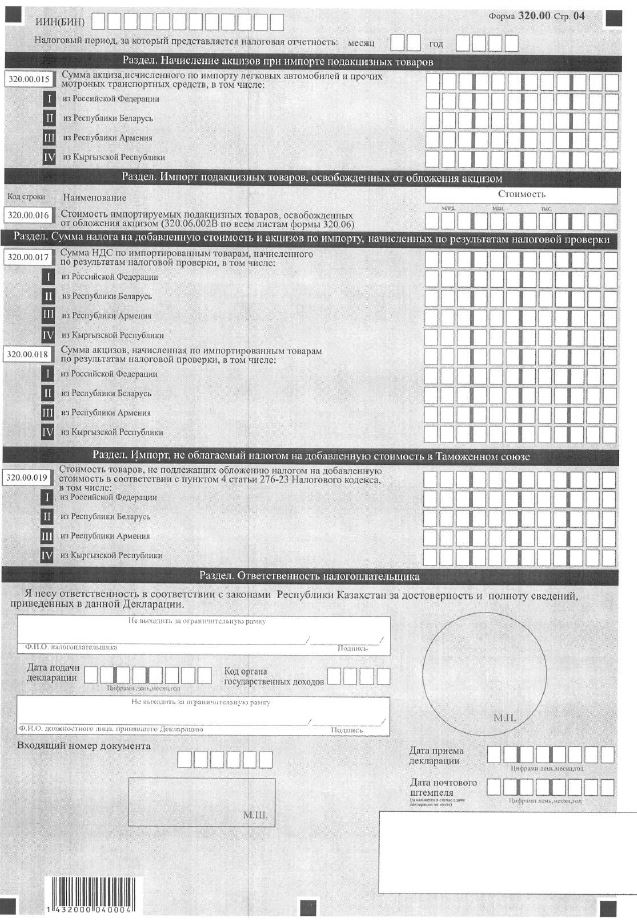 Форма 320.00 Стр. 04
ИИН(БИН)
Налоговый период, за который представляется налоговая отчетность: месяц год
Раздел. Начисление акцизов при импорте подакцизных товаров
320.00.015 Сумма акциза,исчисленного по импорту легковых автомобилей и прочих
мотроных транспортных средств, в том числе:
I из Российской Федерации
II из Республики Беларусь
III из Республики Армения
IV из Кыргызской Республики
Раздел. Импорт подакцизных товаров, освобожденных от обложения акцизом
Код строки Наименование Стоимость
млрд. млн. тыс.
320.00.016 Стоимость импортируемых подакцизных товаров, освобожденных
от обложения акцизом (320.06.002В по всем листам формы 320.06)
Раздел. Сумма налога на добавленную стоимость и акцизов по импорту, начисленных по результатам налоговой проверки
320.00.017 Сумма НДС по импортированным товарам, начисленного
по результатам налоговой проверки, в том числе:
I из Российской Федерации
II из Республики Беларусь
III из Республики Армения
IV из Кыргызской Республики
320.00.018 Сумма акцизов, начисленная по импортированным товарам
по результатам налоговой проверки, в том числе:
I из Российской Федерации
II из Республики Беларусь
III из Республики Армения
IV из Кыргызской Республики
Раздел. Импорт, не облагаемый налогом на добавленную стоимость в Таможенном союзе
320.00.019 Стоимость товаров, не подлежащих обложению налогом на добавленную
стоимость в соответствии с пунктом 4 статьи 276-23 Налогового кодекса,
в том числе:
I из Российской Федерации
II из Республики Беларусь
III из Республики Армения
IV из Кыргызской Республики
Раздел. Ответственность налогоплательщика
Я несу ответственность в соответствии с законами Республики Казахстан за достоверность и полноту сведений,
приведенных в данной Декларации.
Не выходить за ограничительную рамку
/ /
Ф.И.О. налогоплательщика Подпись
Дата подачи
декларации
Цифрами день,месяц,год
Код органа
государственных доходов
Не выходить за ограничительную рамку
/ /
Ф.И.О. должностного лица, принявшего Декларацию Подпись
М.П.
Входящий номер документа
Дата приема
декларации
Цифрами день,месяц,год
Дата почтового
штемпеля
Цифрами день,месяц,год
М.Ш.
1 432000 040004